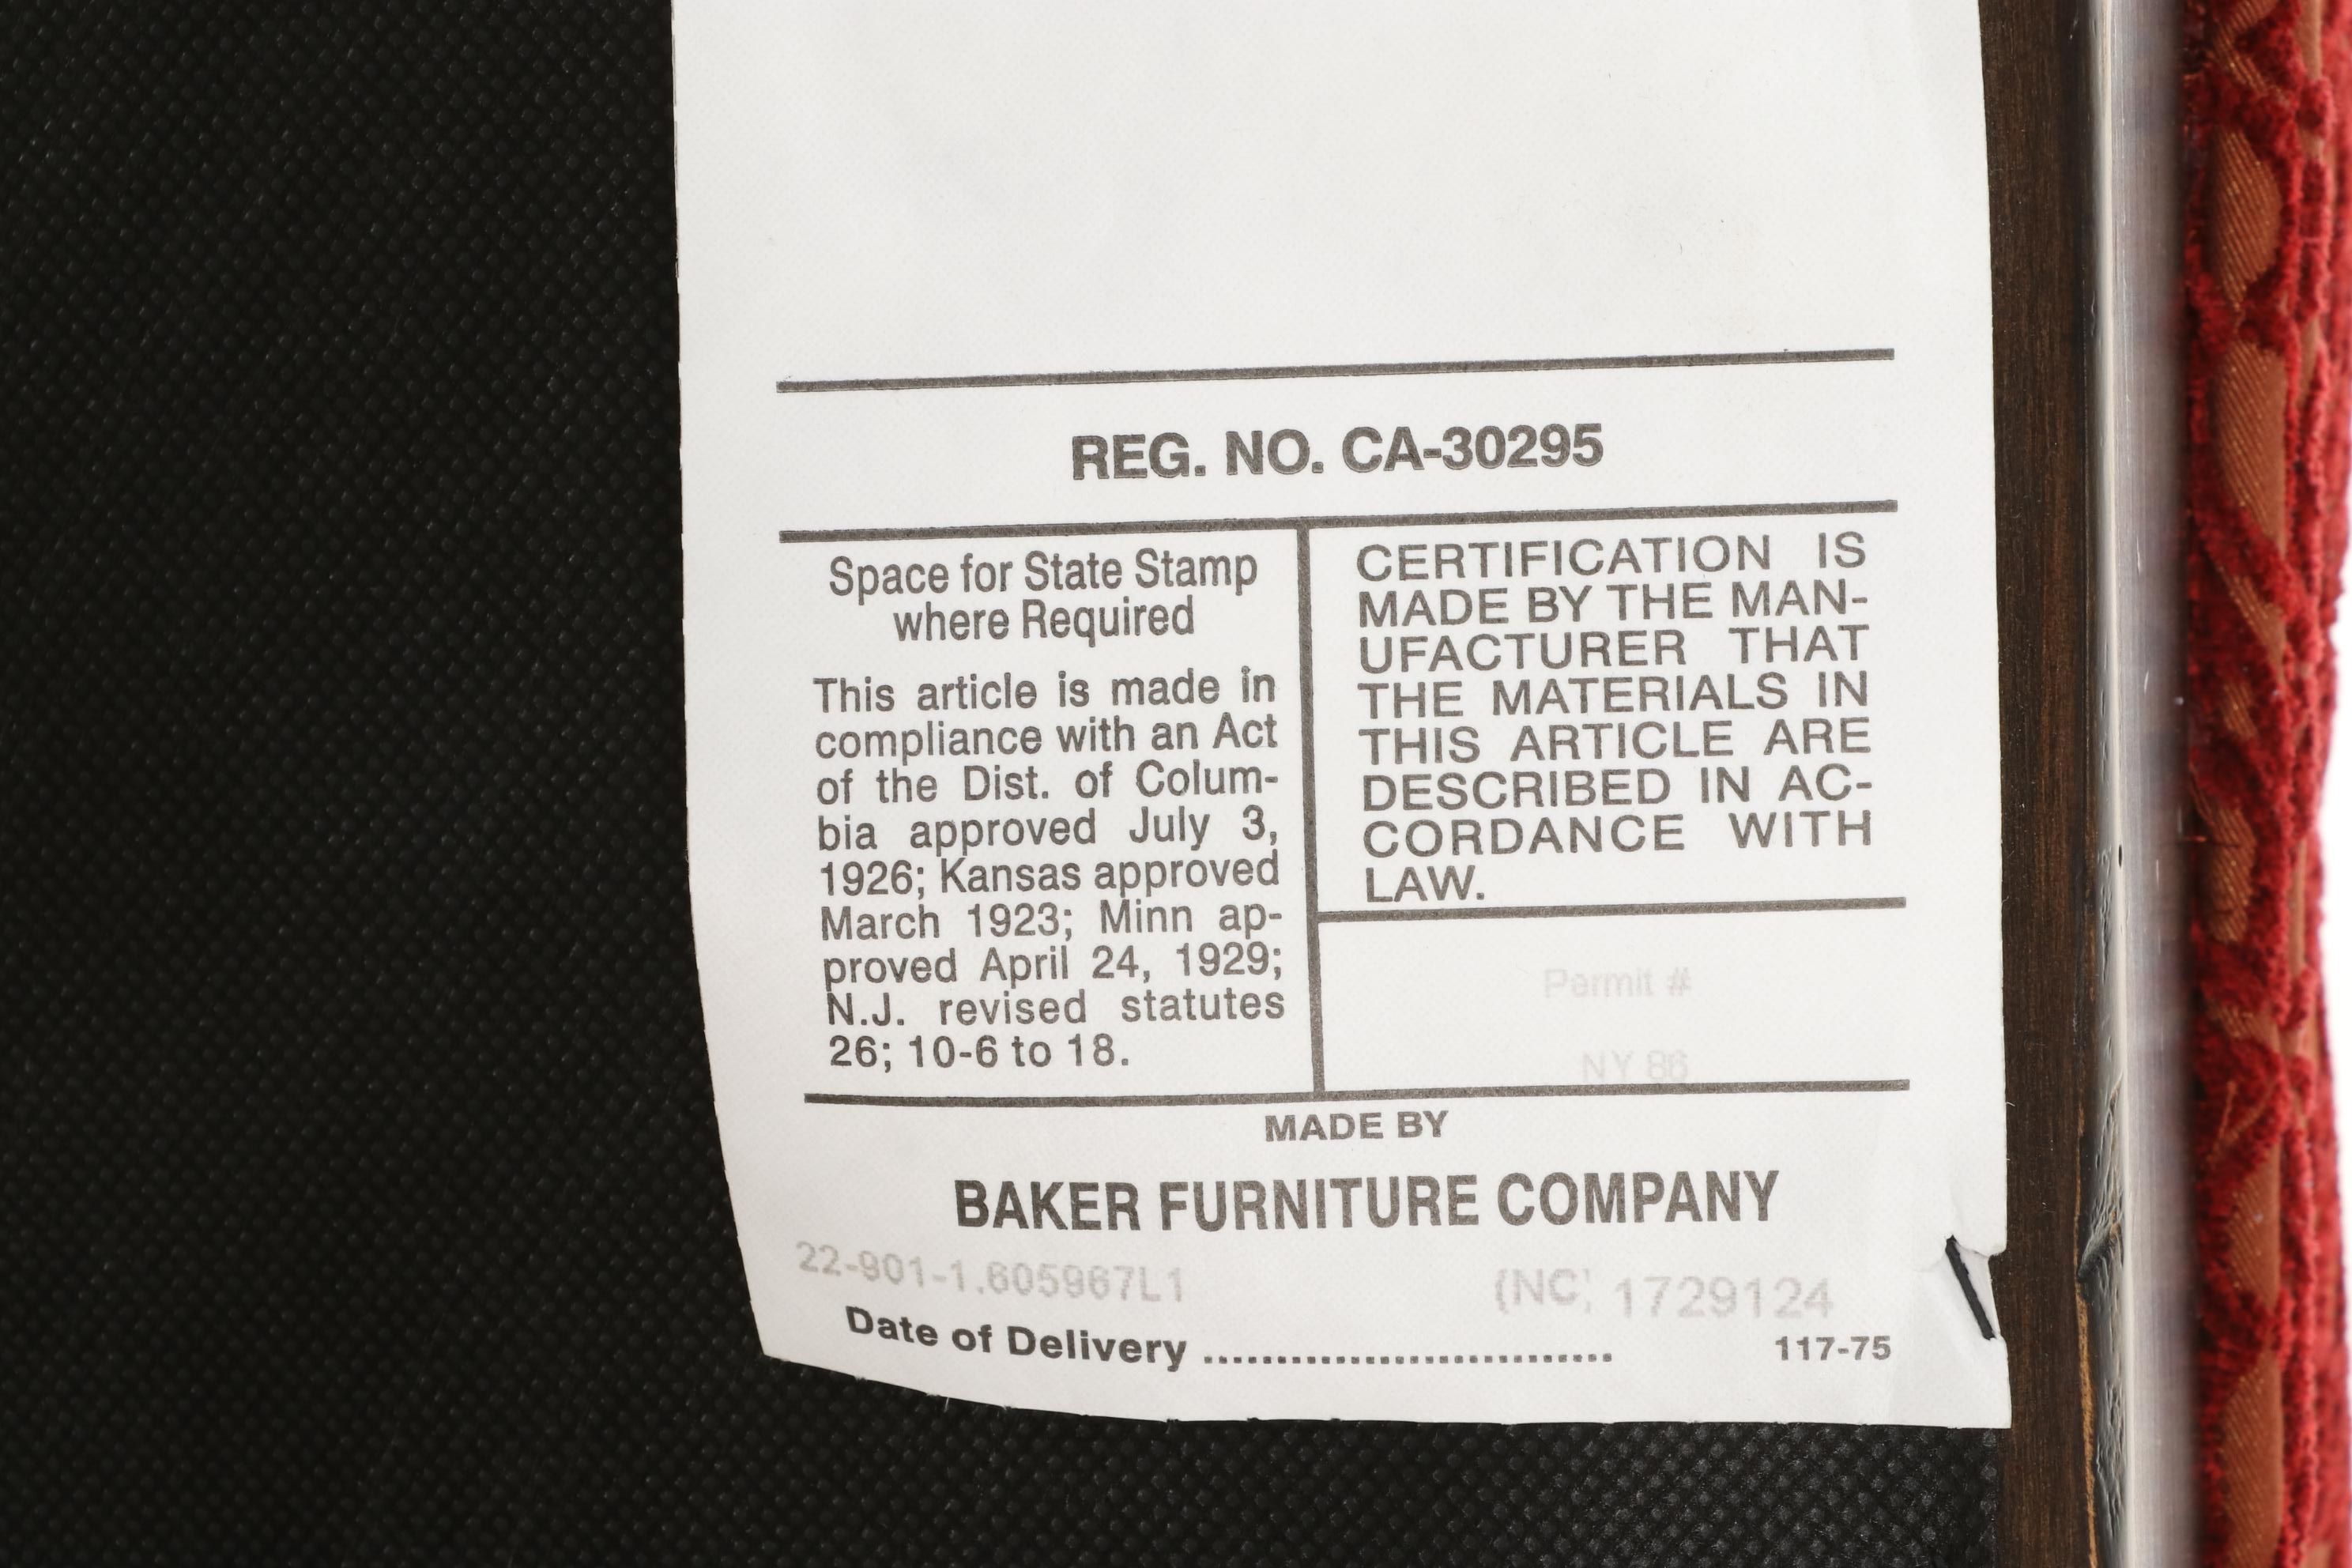 REG. NO. CA-30295
Space for State Stamp
where Required
This article is made in
compliance with an Act
of the Dist. of Colum-
bia approved July 3,
1926; Kansas approved
March 1923; Minn ap-
proved April 24, 1929;
N.J. revised statutes
26; 10-6 to 18.
CERTIFICATION IS
MADE BY THE MAN-
UFACTURER THAT
THE MATERIALS IN
THIS ARTICLE ARE
DESCRIBED IN AC-
CORDANCE WITH
LAW.
Permit #
NY 86
MADE BY
BAKER FURNITURE COMPANY
22-901-1.605967L1
(NC) 1729124
Date of Delivery ............................
117-75